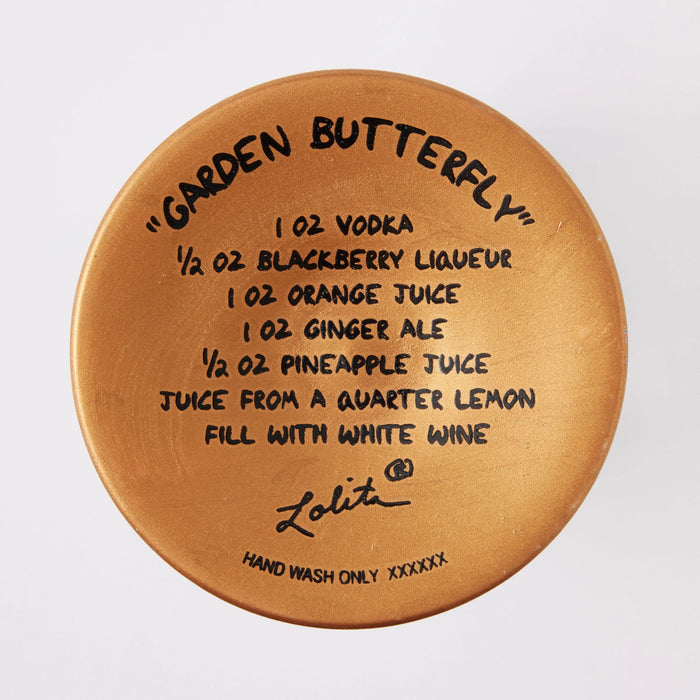 "GARDEN BUTTERFLY"
1 OZ VODKA
1/2 OZ BLACKBERRY LIQUEUR
1 OZ ORANGE JUICE
1 OZ GINGER ALE
1/2 OZ PINEAPPLE JUICE
JUICE FROM A QUARTER LEMON
FILL WITH WHITE WINE
Lolita®
HAND WASH ONLY XXXXXX